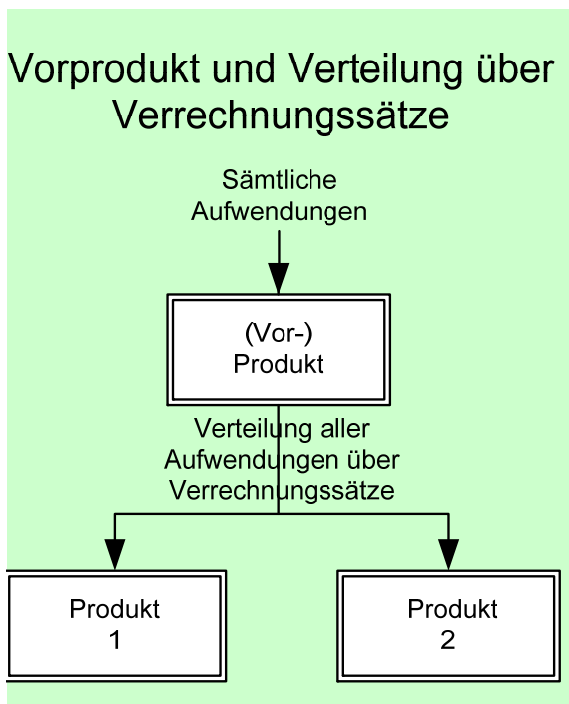 Vorprodukt und Verteilung über
Verrechnungssätze
Sämtliche
Aufwendungen
(Vor-)
Produkt
Verteilung aller
Aufwendungen über
Verrechnungssätze
Produkt
1
Produkt
2